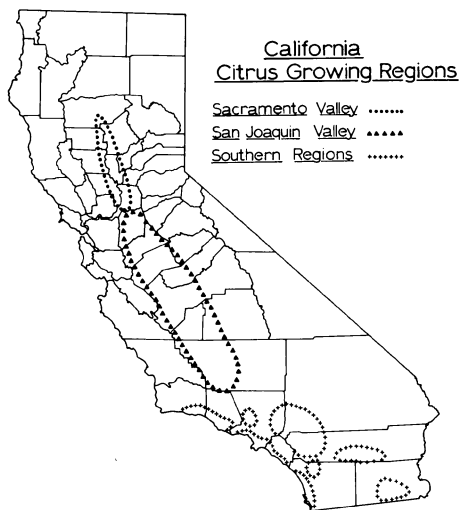 California
Citrus Growing Regions
Sacramento Valley
San Joaquin Valley
Southern Regions